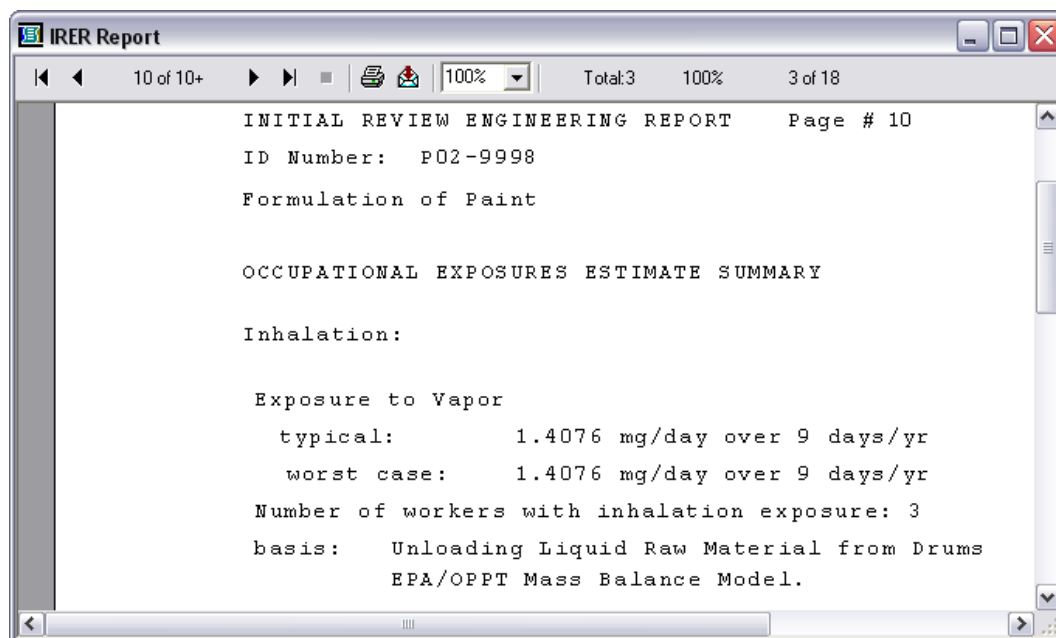 IRER Report
10 of 10+ 100% Total:3 100% 3 of 18
INITIAL REVIEW ENGINEERING REPORT Page # 10
ID Number: P02-9998
Formulation of Paint
OCCUPATIONAL EXPOSURES ESTIMATE SUMMARY
Inhalation:
Exposure to Vapor
typical: 1.4076 mg/day over 9 days/yr
worst case: 1.4076 mg/day over 9 days/yr
Number of workers with inhalation exposure: 3
basis: Unloading Liquid Raw Material from Drums
EPA/OPPT Mass Balance Model.